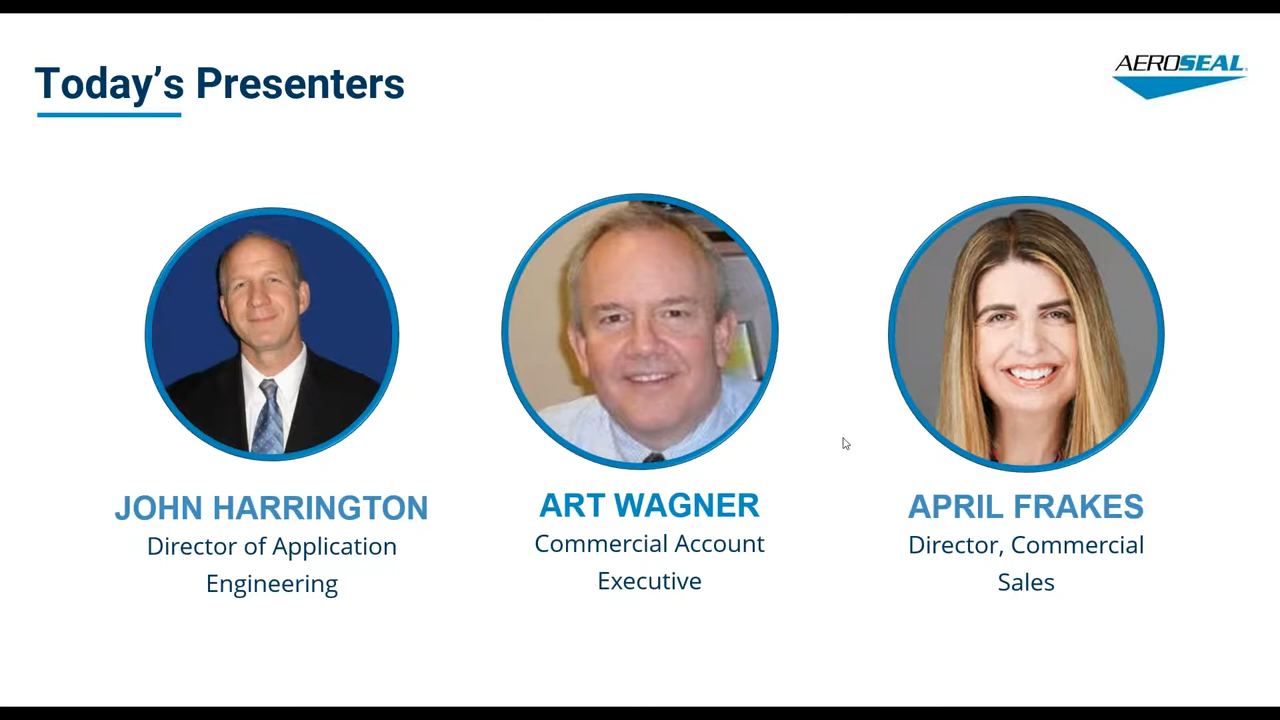 Today's Presenters
AEROSEAL
JOHN HARRINGTON
Director of Application
Engineering
ART WAGNER
Commercial Account
Executive
APRIL FRAKES
Director, Commercial
Sales